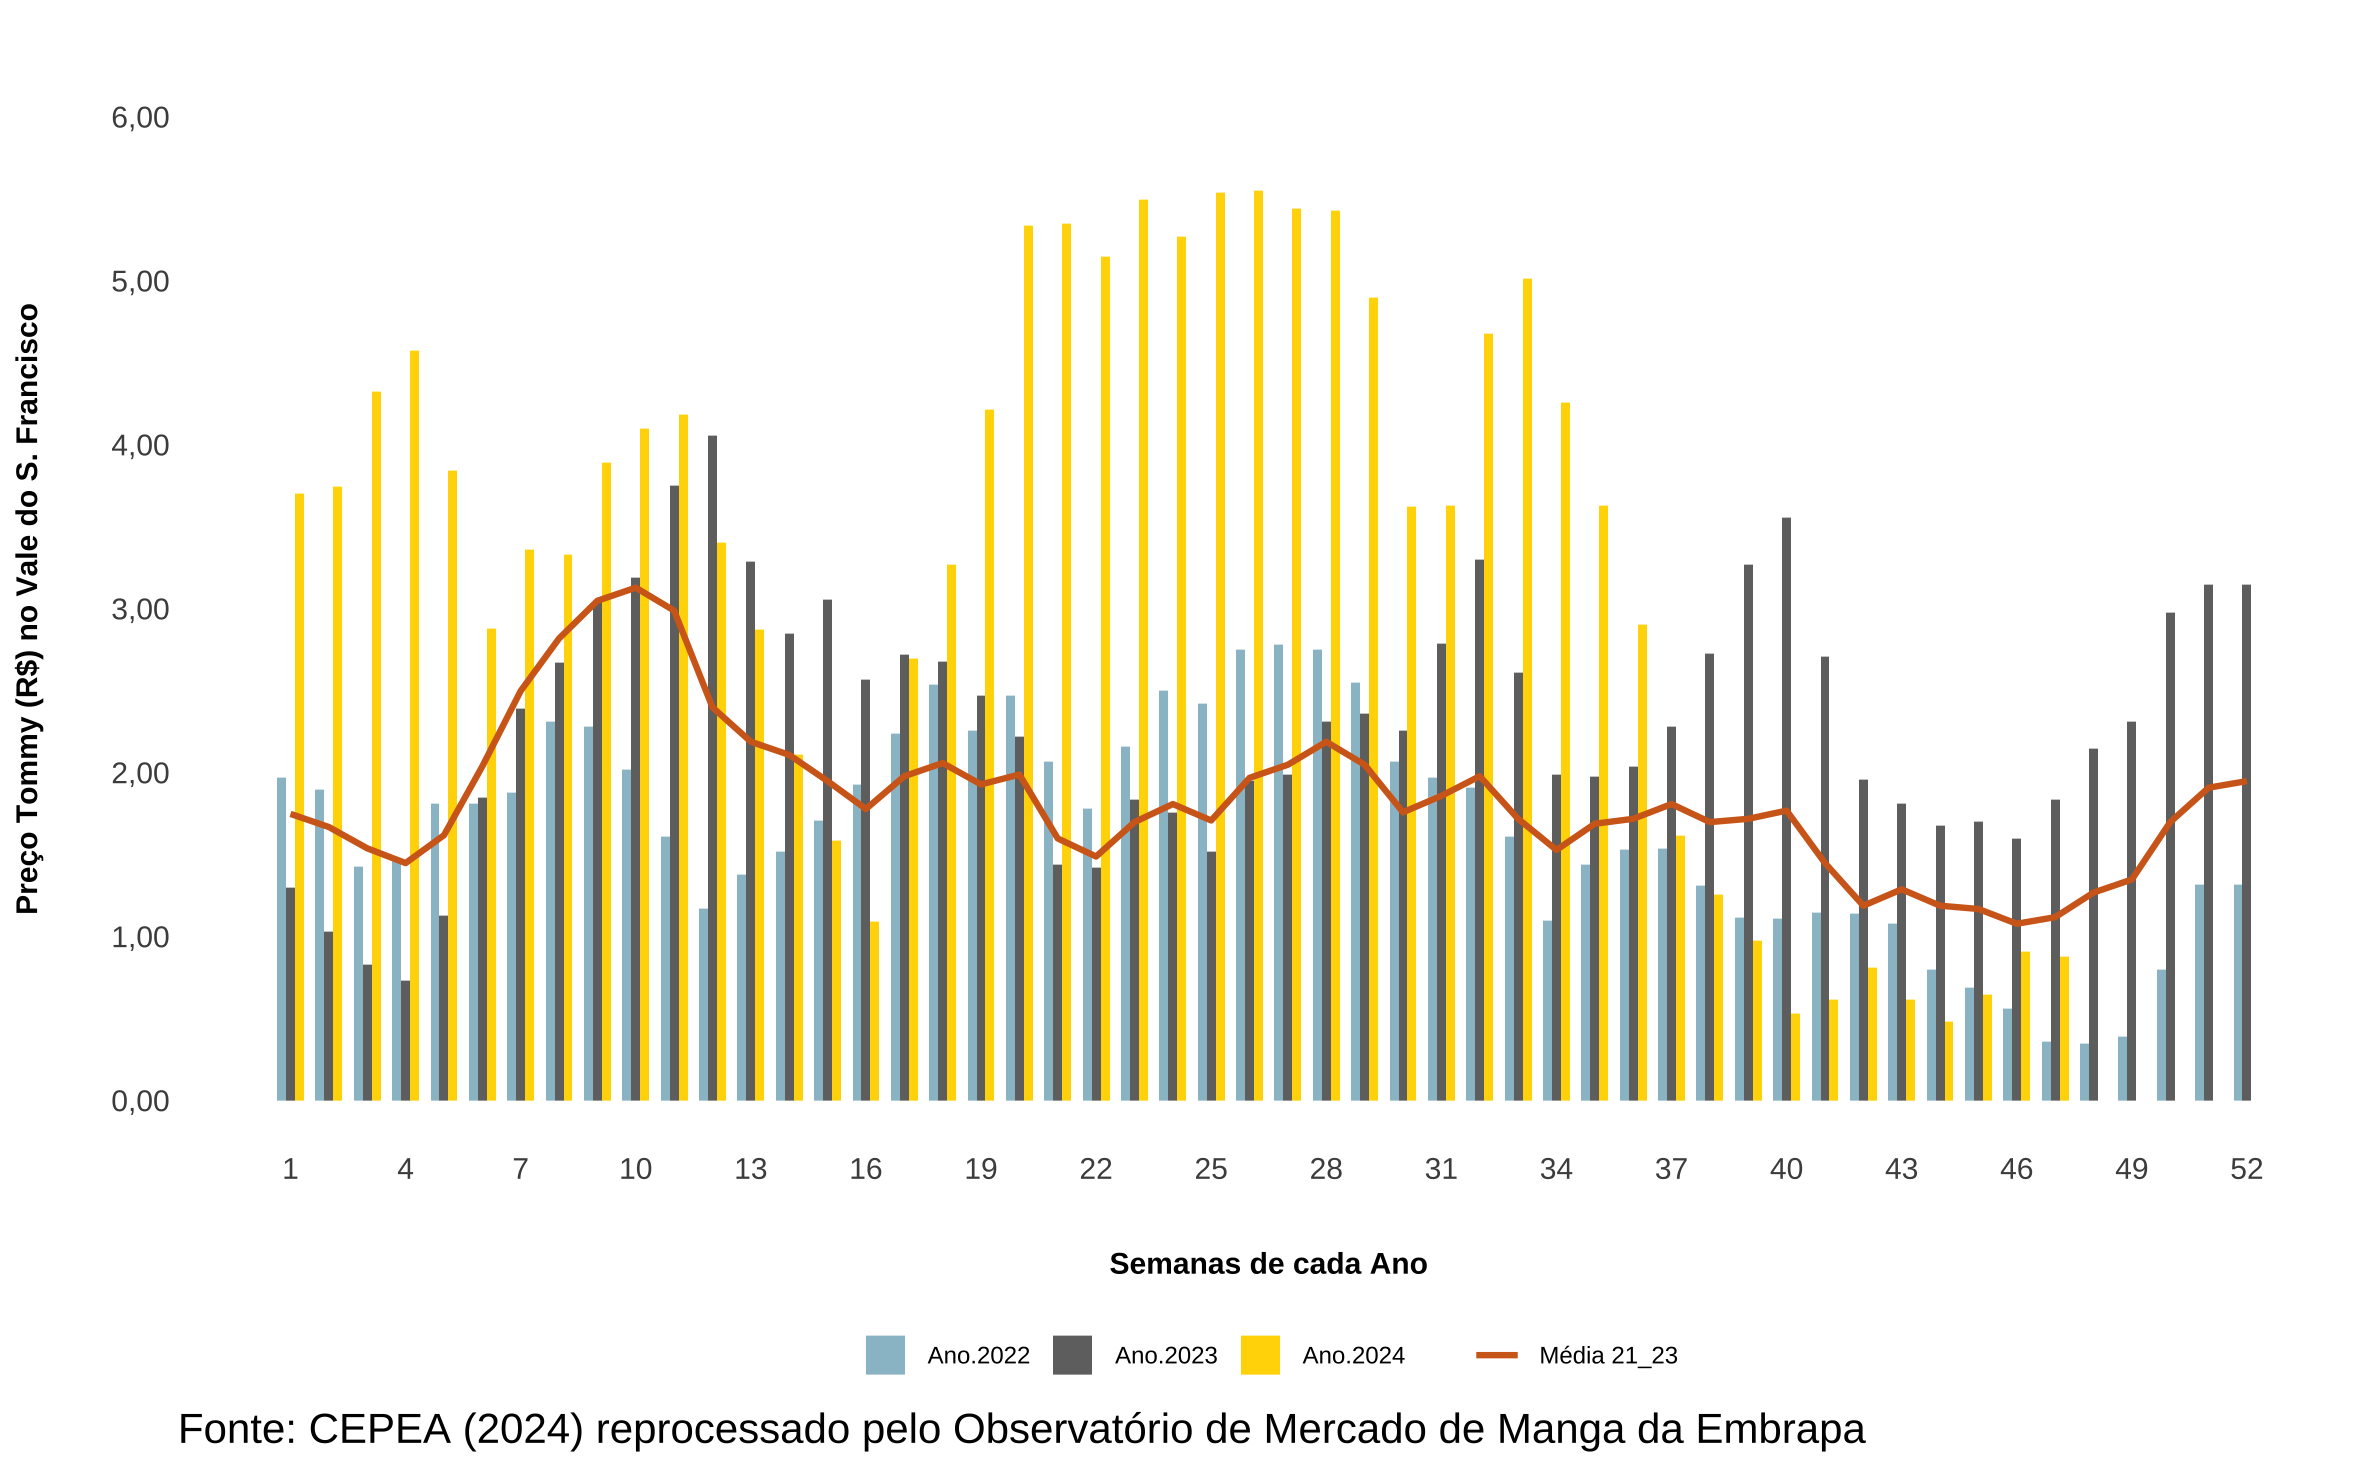 Preço Tommy (R$) no Vale do S. Francisco
6,00
5,00
4,00
3,00
2,00
1,00
0,00
1 4 7 10 13 16 19 22 25 28 31 34 37 40 43 46 49 52
Semanas de cada Ano
Ano.2022 Ano.2023 Ano.2024 Média 21_23
Fonte: CEPEA (2024) reprocessado pelo Observatório de Mercado de Manga da Embrapa